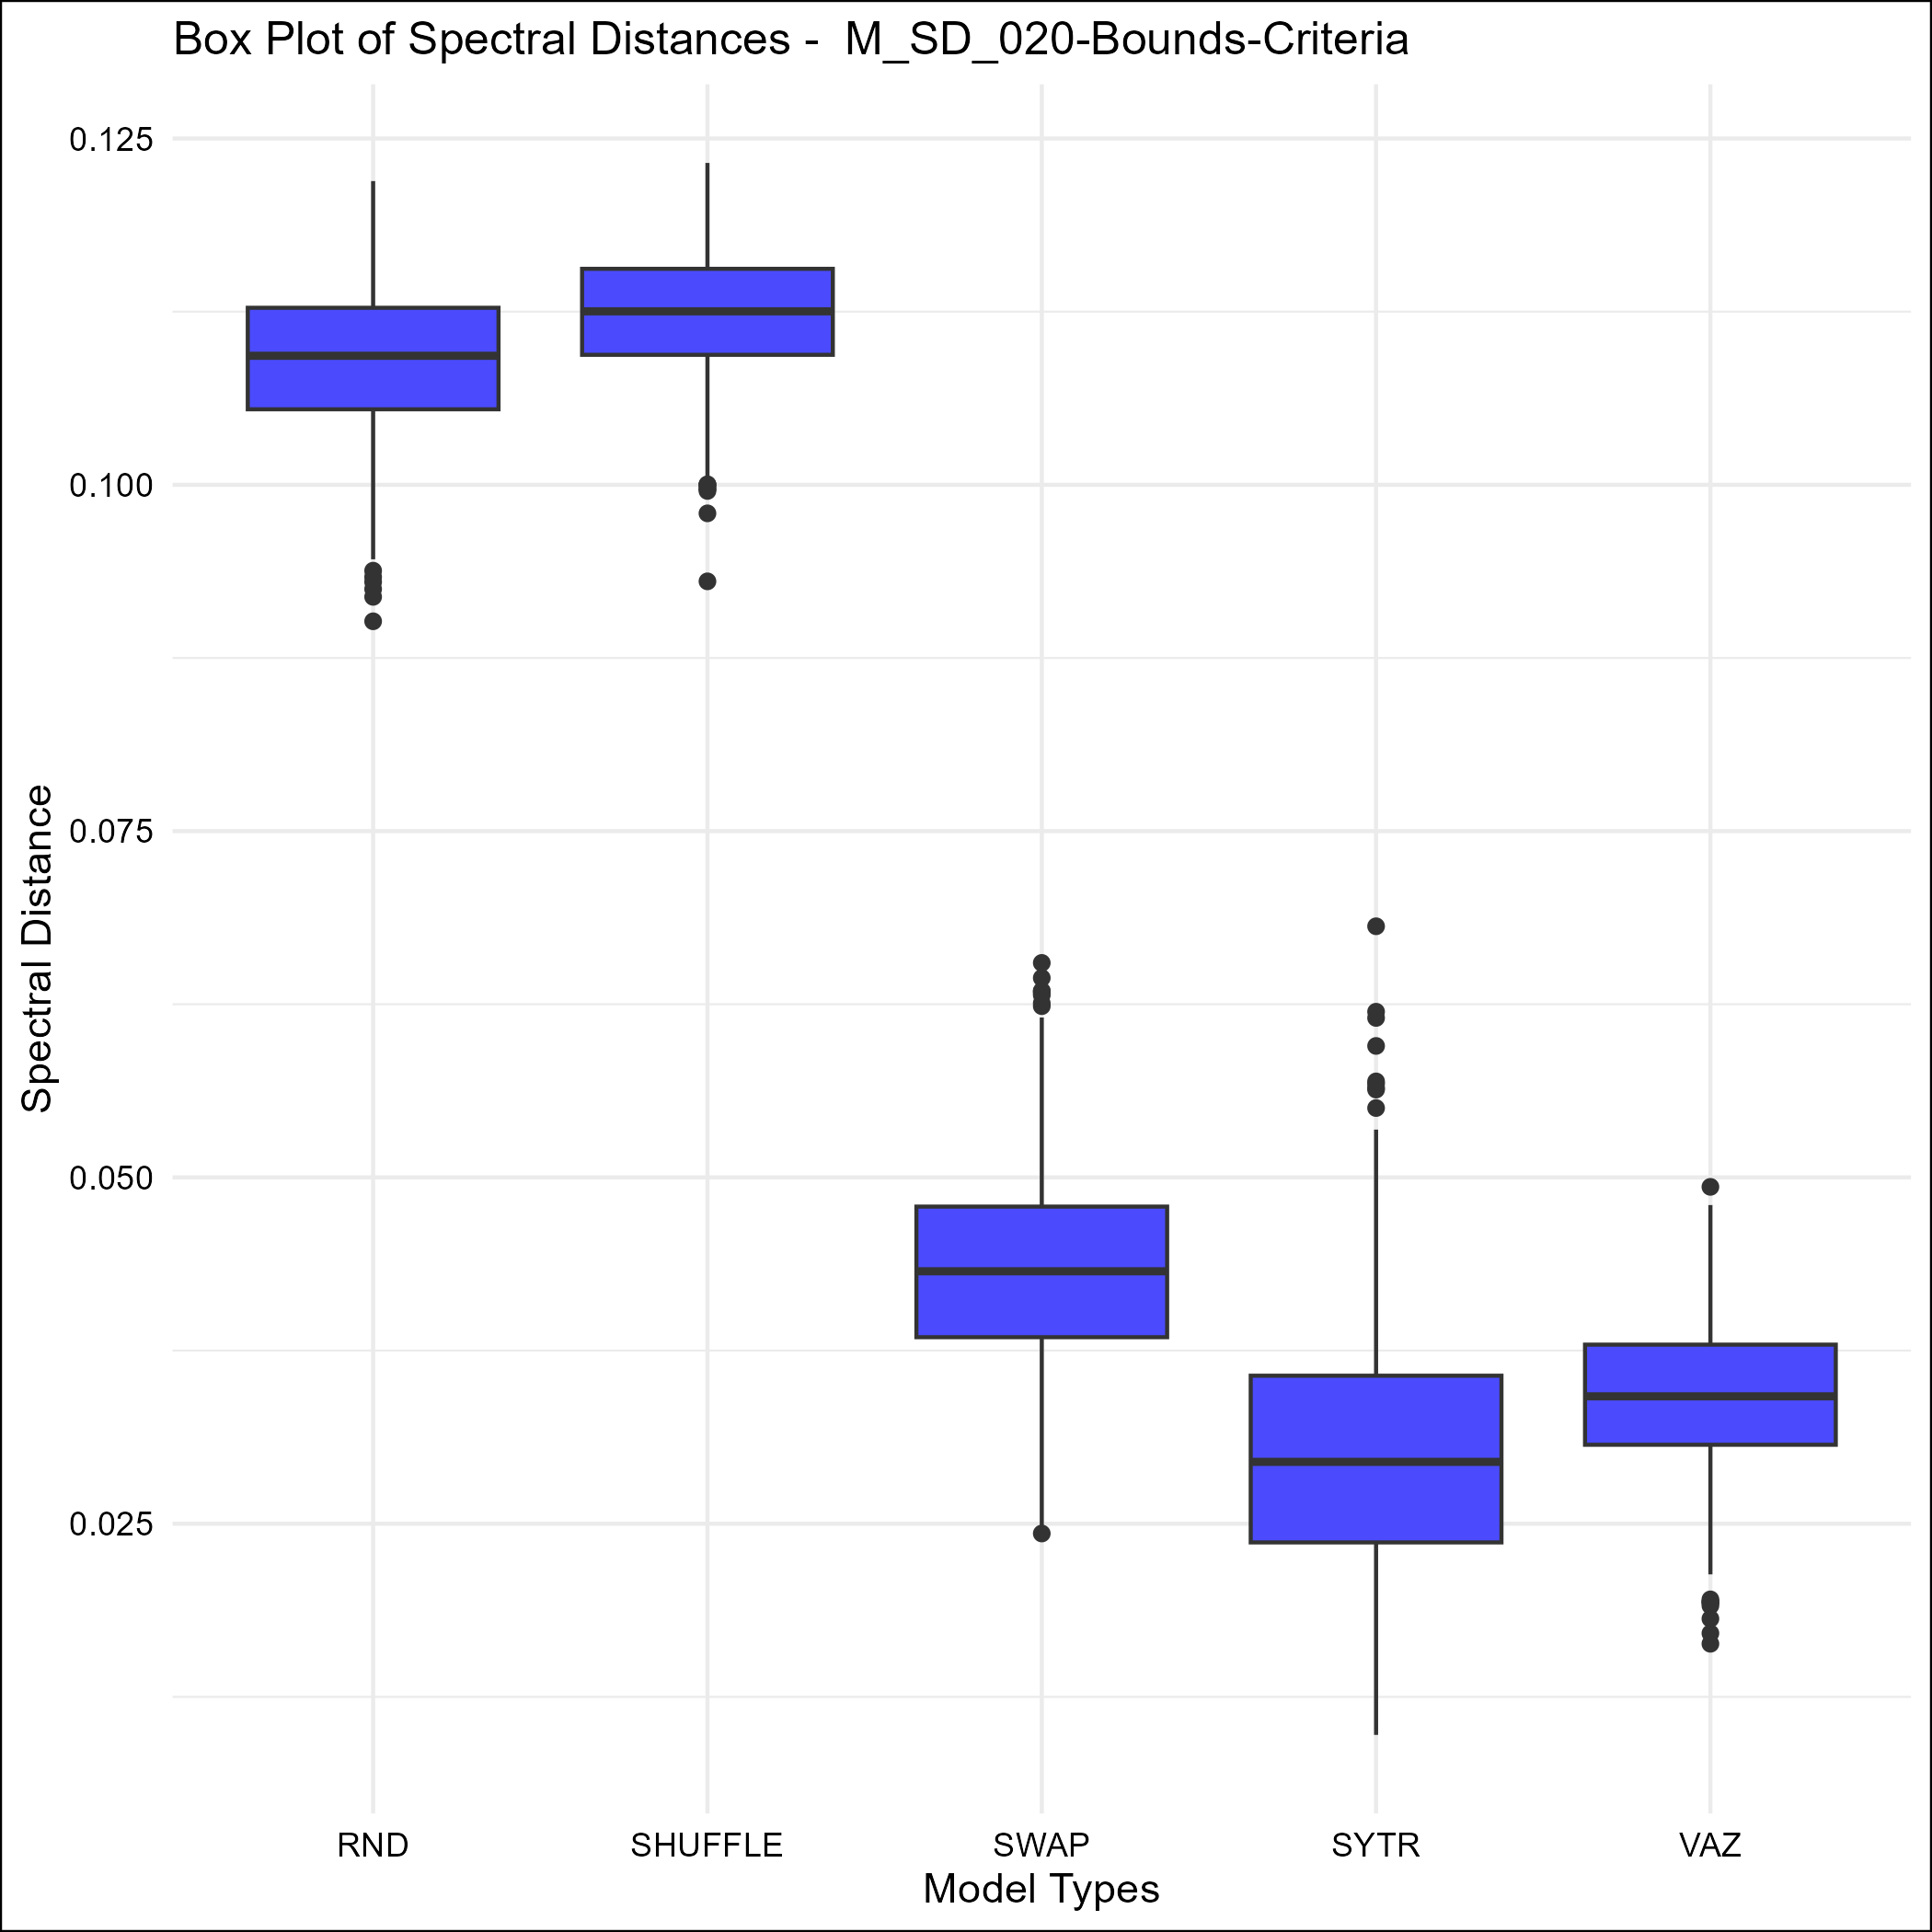 Box Plot of Spectral Distances -  M_SD_020-Bounds-Criteria
0.125
0.100
0.075
0.050
0.025
Spectral Distance
RND SHUFFLE SWAP SYTR VAZ
Model Types